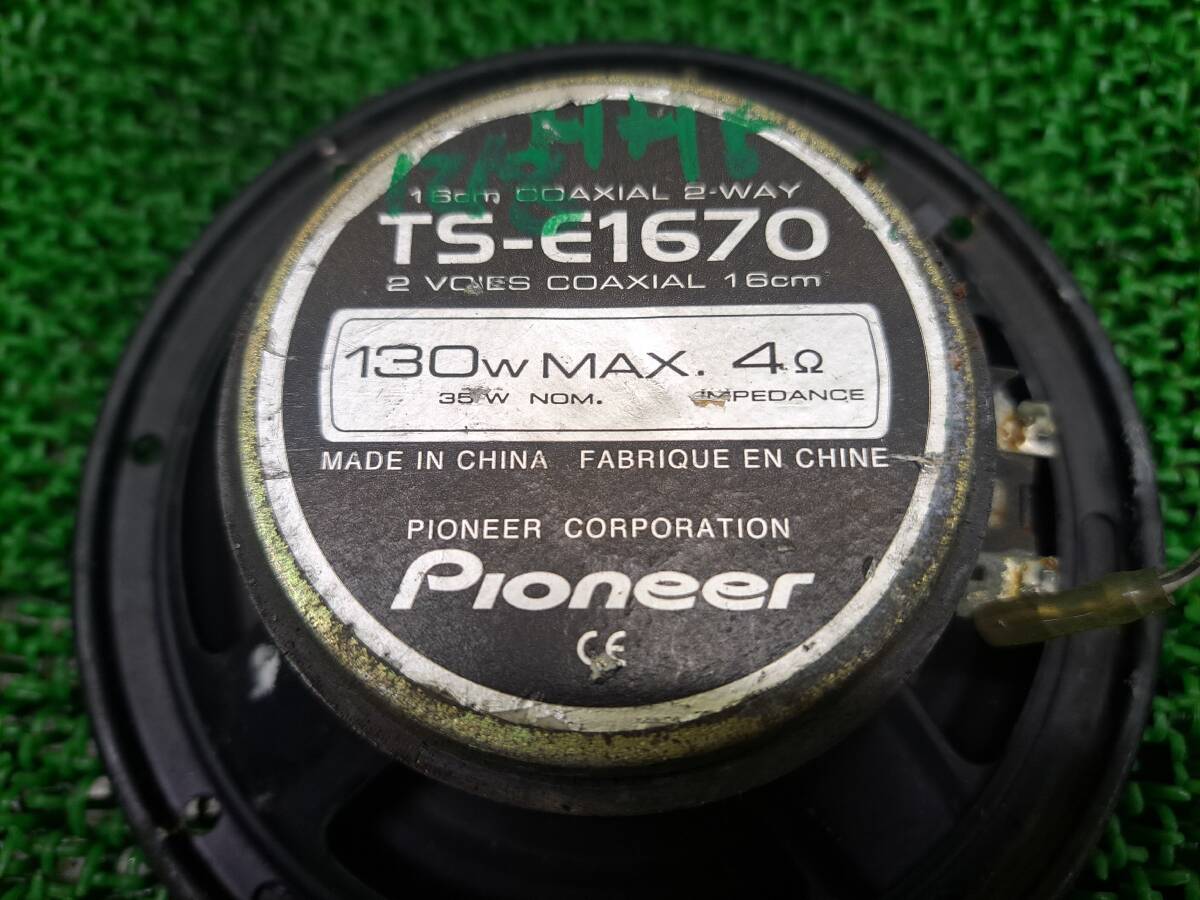 16cm COAXIAL 2-WAY
TS-E1670
2 VOIES COAXIAL 16cm
130W MAX. 4Ω
35W NOM. IMPEDANCE
MADE IN CHINA FABRIQUE EN CHINE
PIONEER CORPORATION
Pioneer
CE